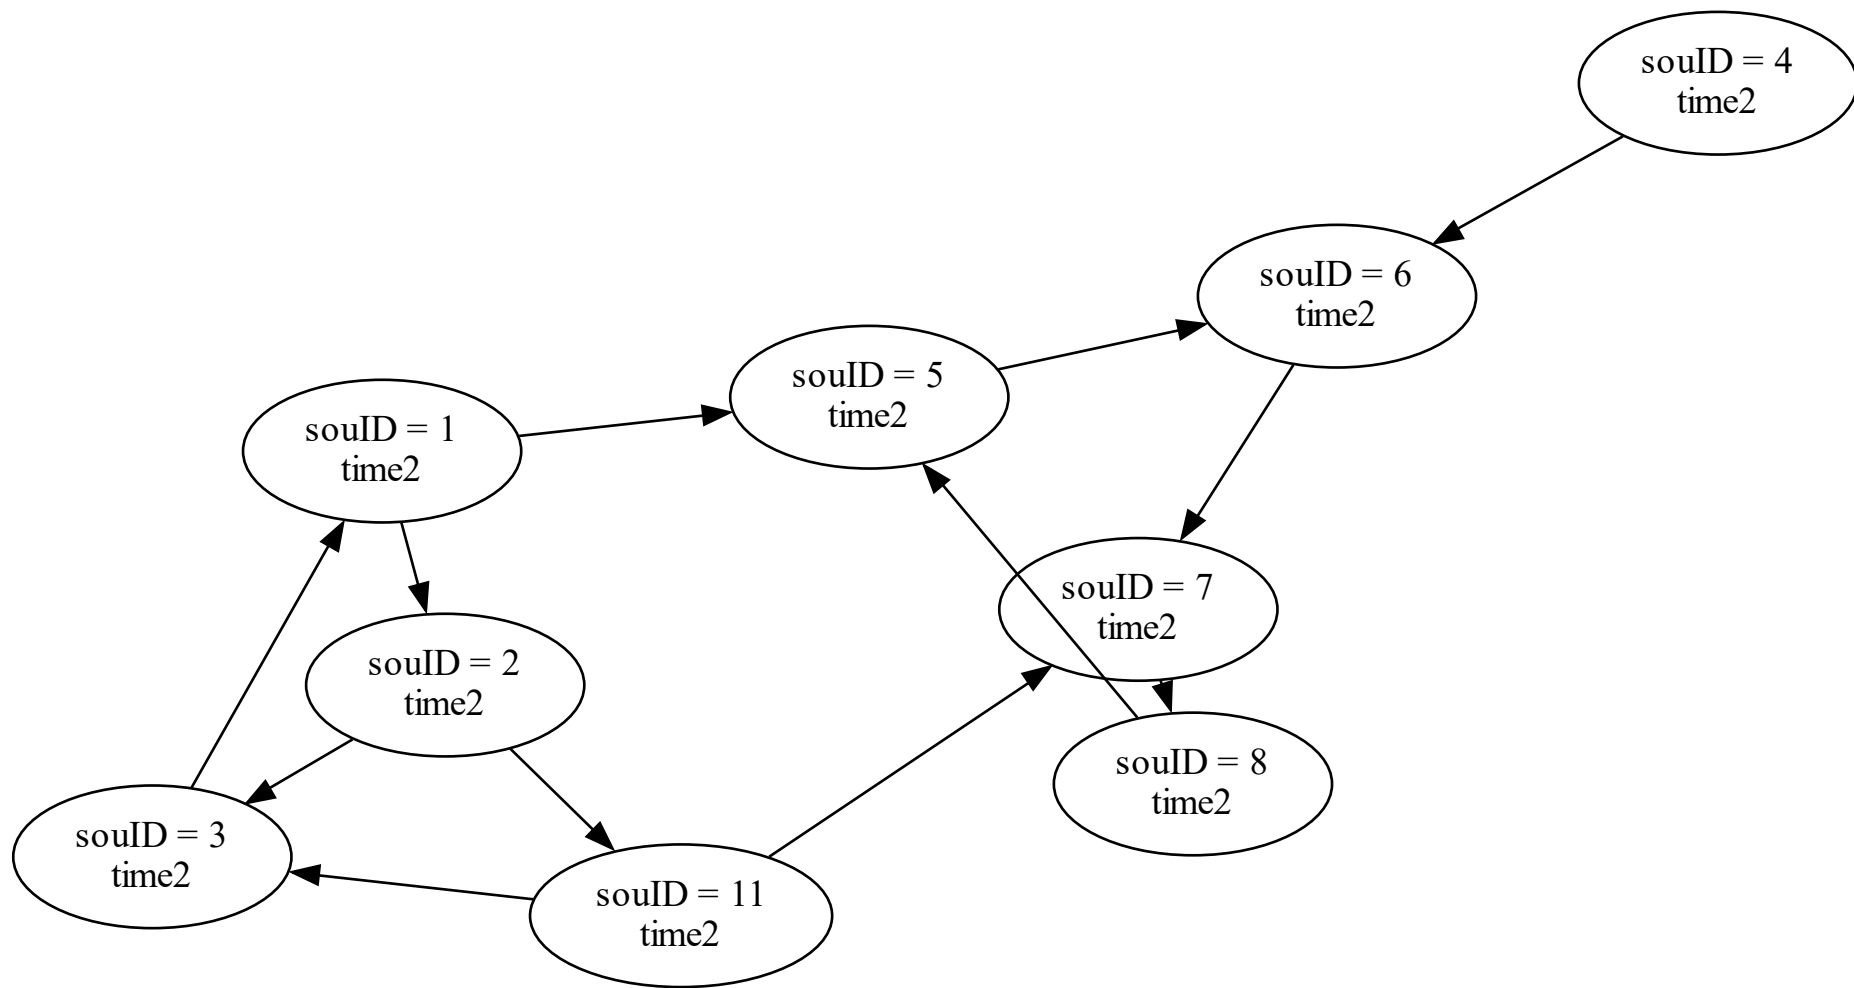 souID = 4
time2
souID = 6
time2
souID = 5
time2
souID = 1
time2
souID = 7
time2
souID = 2
time2
souID = 8
time2
souID = 3
time2
souID = 11
time2